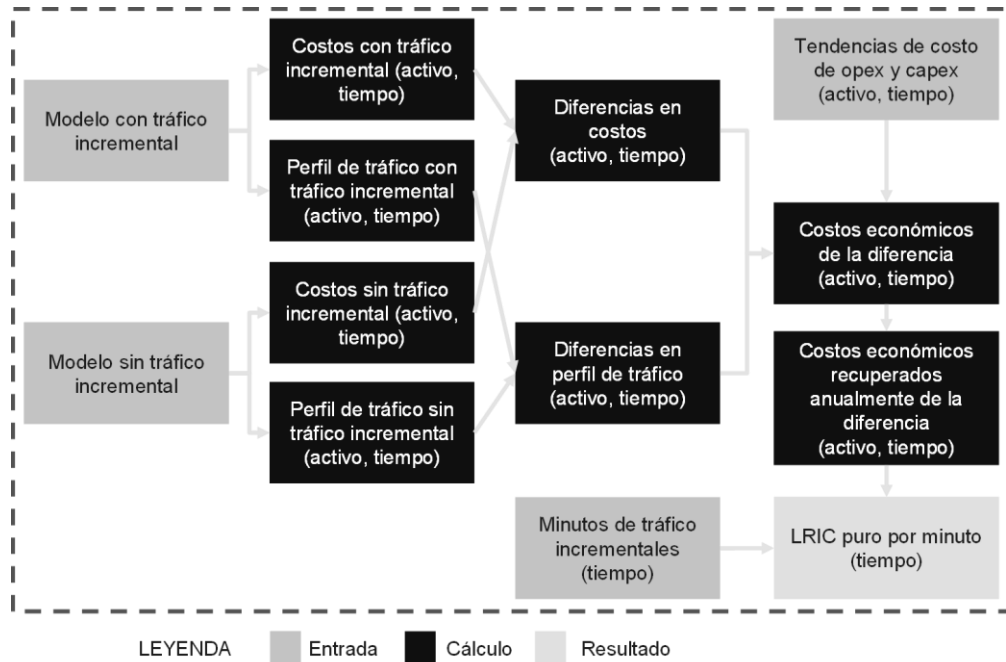 Modelo con tráfico
incremental
Modelo sin tráfico
incremental
Costos con tráfico
incremental (activo,
tiempo)
Perfil de tráfico con
tráfico incremental
(activo, tiempo)
Costos sin tráfico
incremental (activo,
tiempo)
Perfil de tráfico sin
tráfico incremental
(activo, tiempo)
Diferencias en
costos
(activo, tiempo)
Diferencias en
perfil de tráfico
(activo, tiempo)
Minutos de tráfico
incrementales
(tiempo)
Tendencias de costo
de opex y capex
(activo, tiempo)
Costos económicos
de la diferencia
(activo, tiempo)
Costos económicos
recuperados
anualmente de la
diferencia
(activo, tiempo)
LRIC puro por minuto
(tiempo)
LEYENDA
Entrada
Cálculo
Resultado